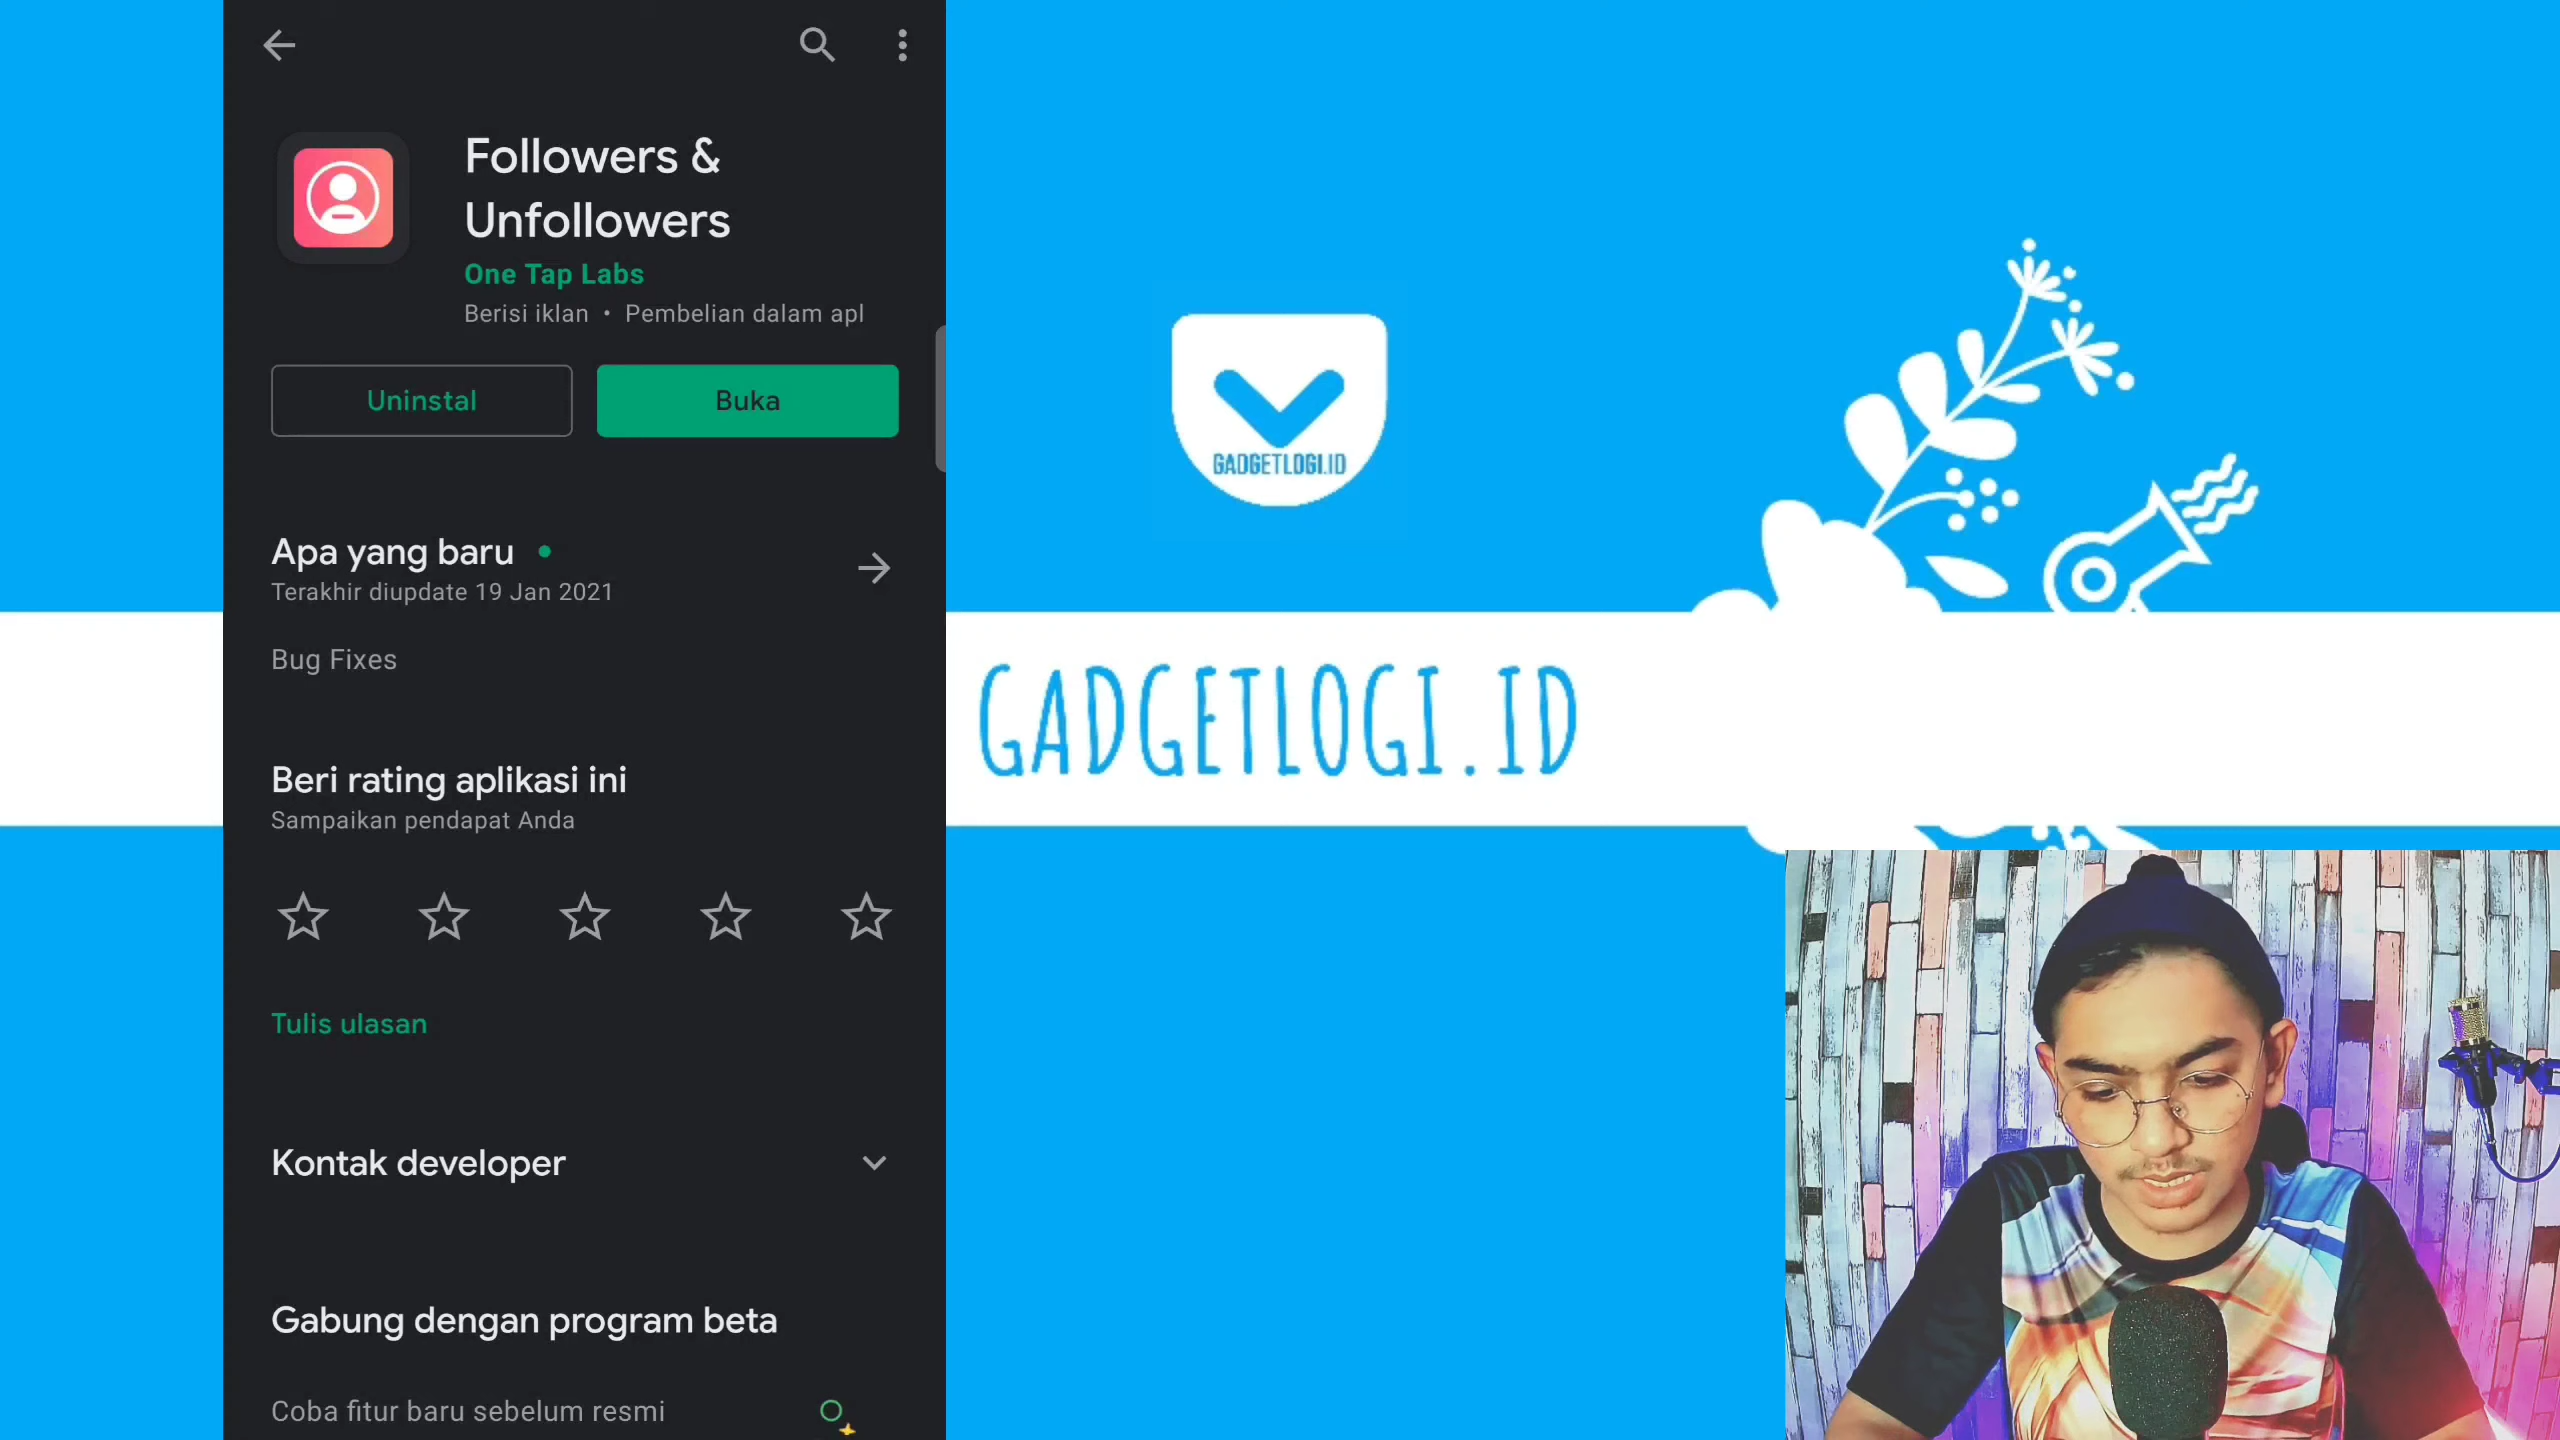 Followers &
Unfollowers
One Tap Labs
Berisi iklan • Pembelian dalam apl
Uninstal
Buka
Apa yang baru
Terakhir diupdate 19 Jan 2021
Bug Fixes
Beri rating aplikasi ini
Sampaikan pendapat Anda
Tulis ulasan
Kontak developer
Gabung dengan program beta
Coba fitur baru sebelum resmi
GADGETLOGI.ID
GADGETLOGI.ID